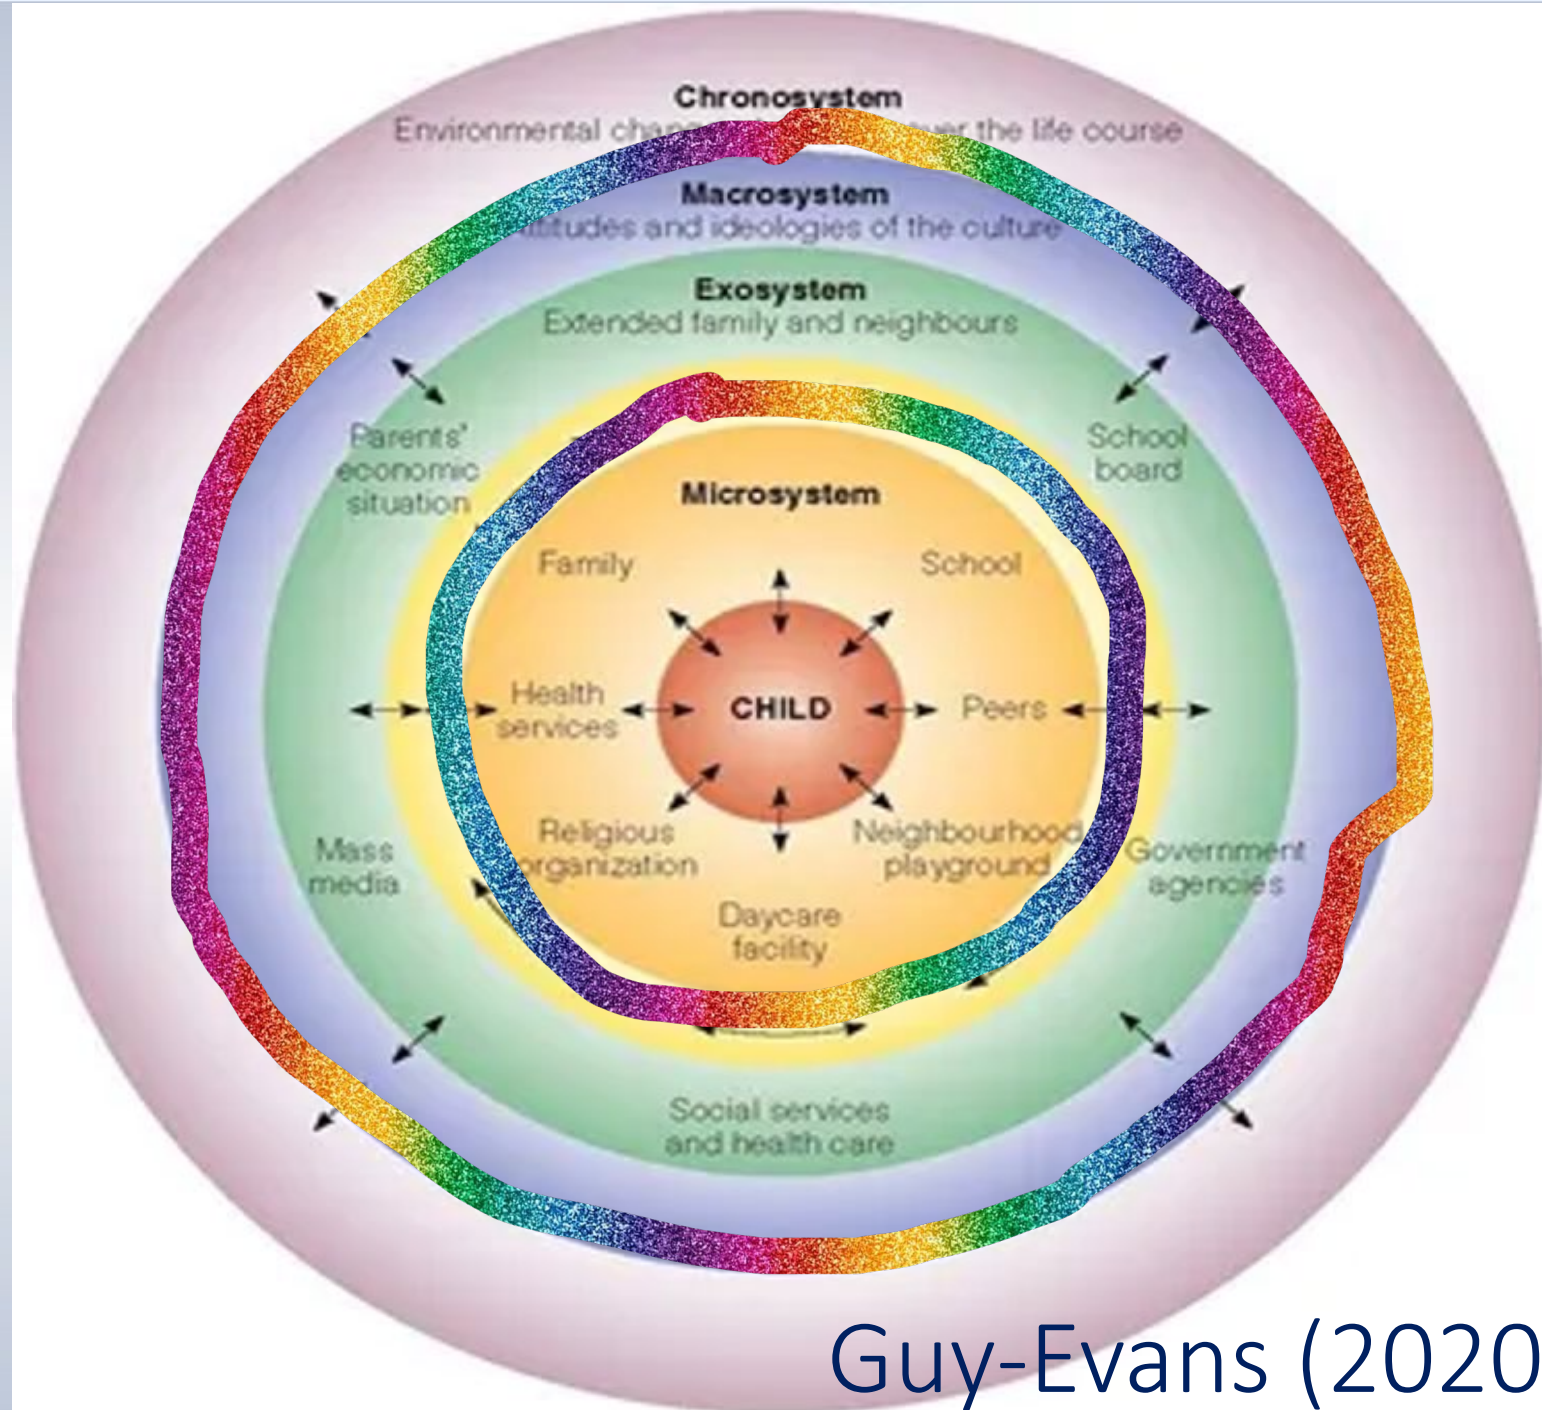 Chronosystem
Environmental the life course
Macrosystem
and ideologies of the culture
Exosystem
Extended family and neighbours
Parents'
economic
situation
School
board
Microsystem
Family
School
Health
services
CHILD
Peers
Religious
organization
Neighbourhood
playground
Mass
media
Government
agencies
Daycare
facility
Social services
and health care
Guy-Evans (2020